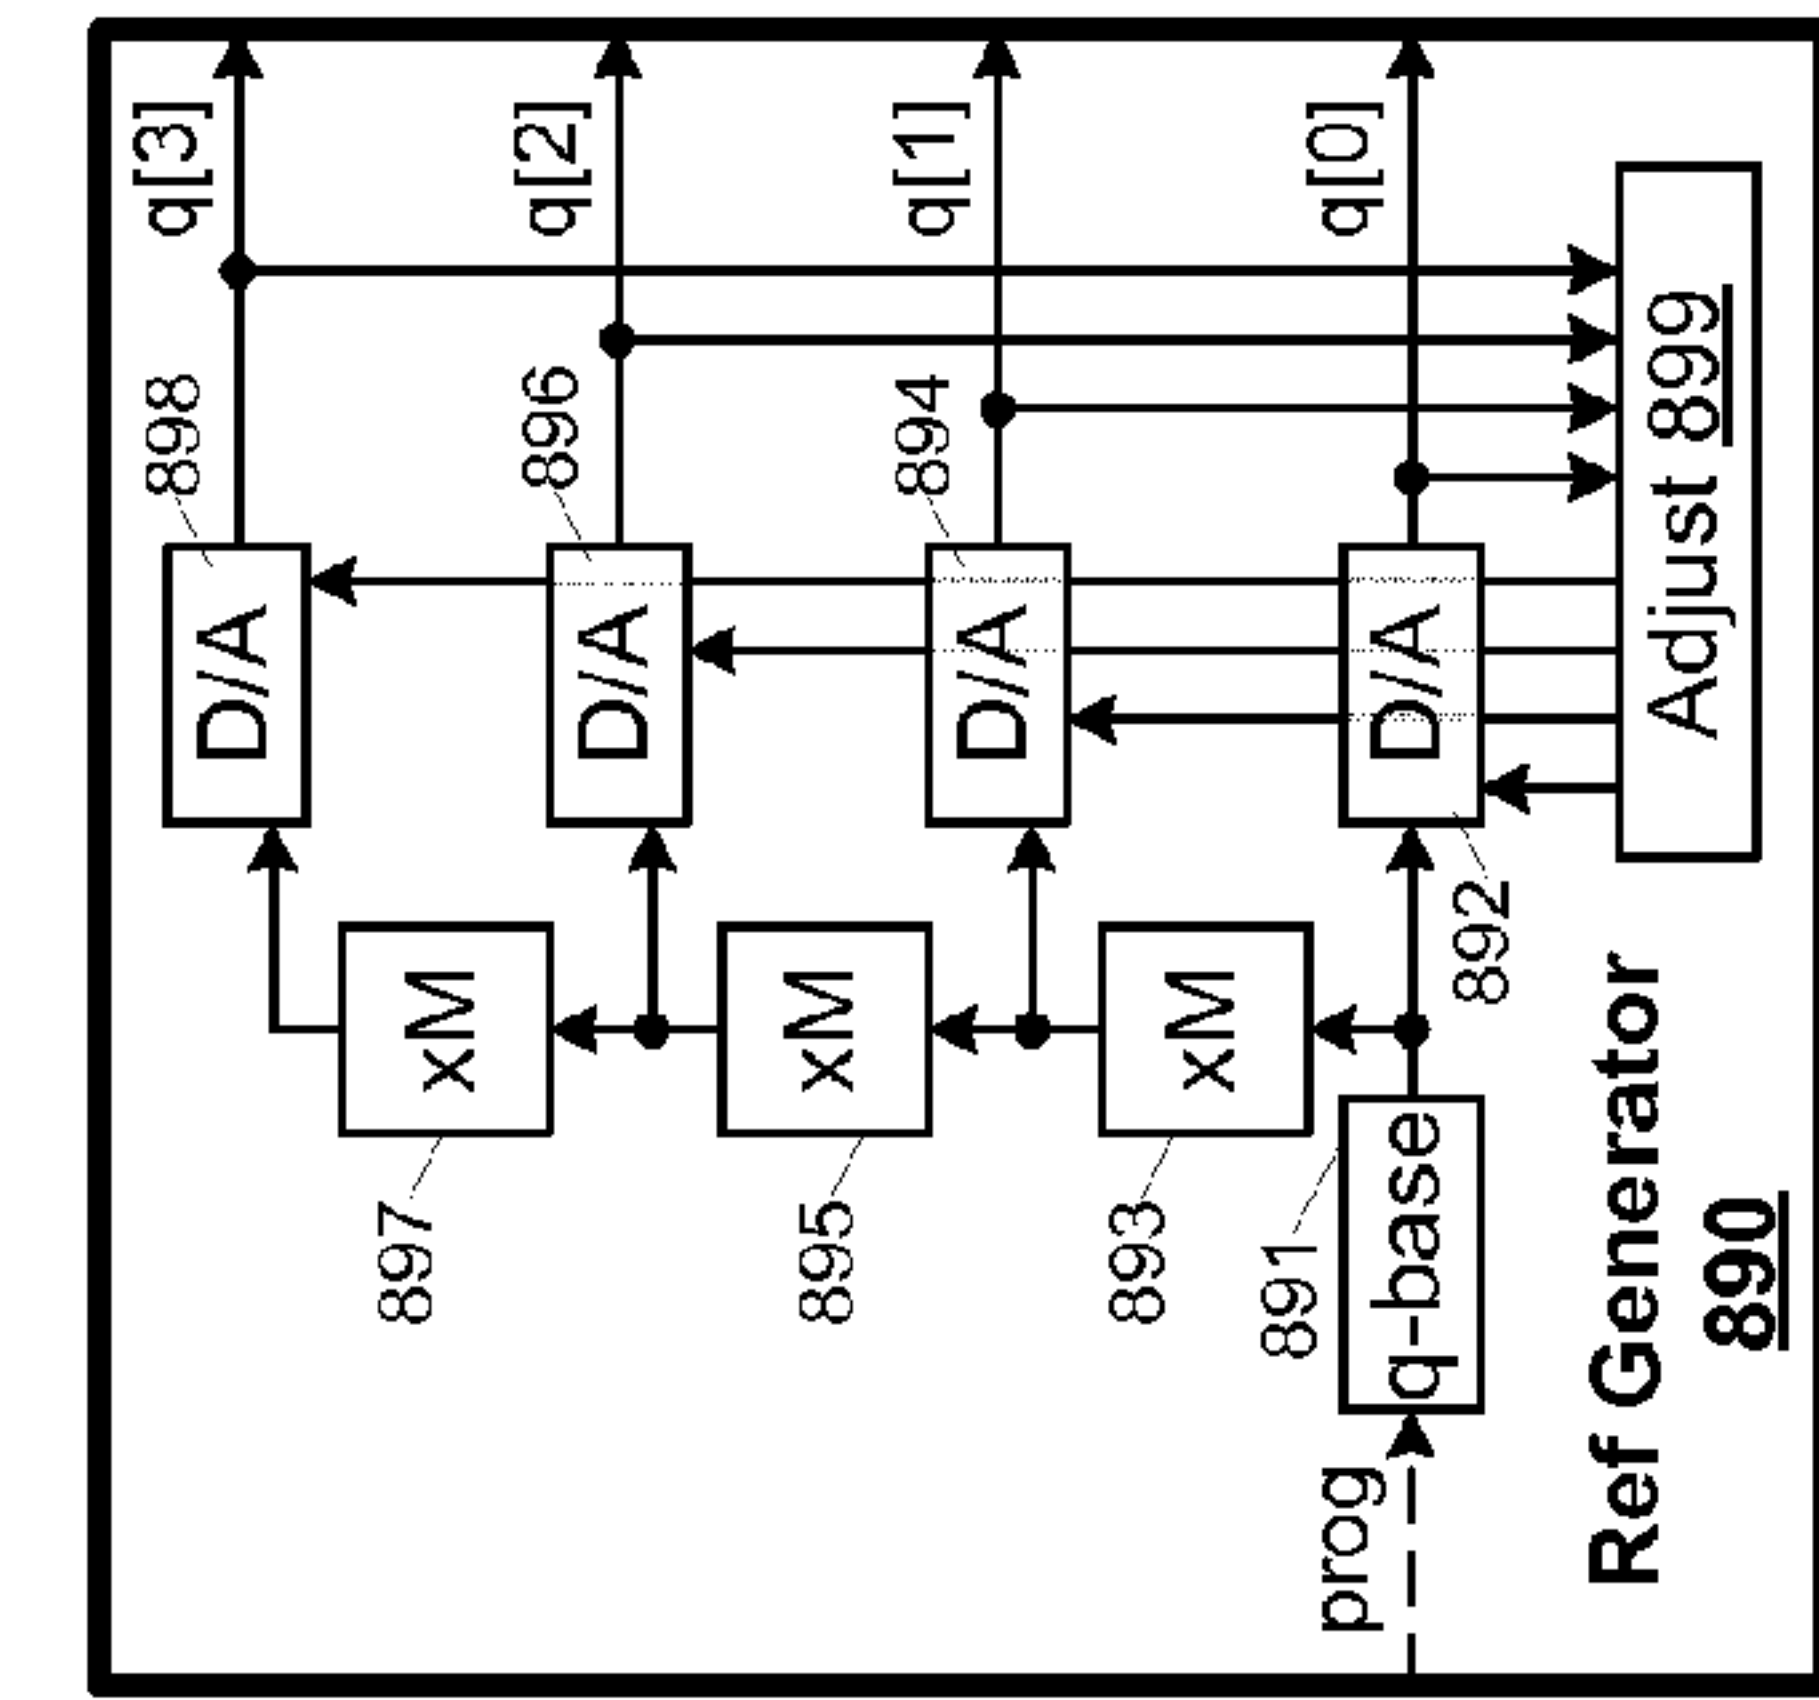 q[3]
898
D/A
xM
897
q[2]
896
D/A
xM
895
q[1]
894
D/A
xM
893
q[0]
D/A
892
891
q-base
prog
Adjust 899
Ref Generator
890